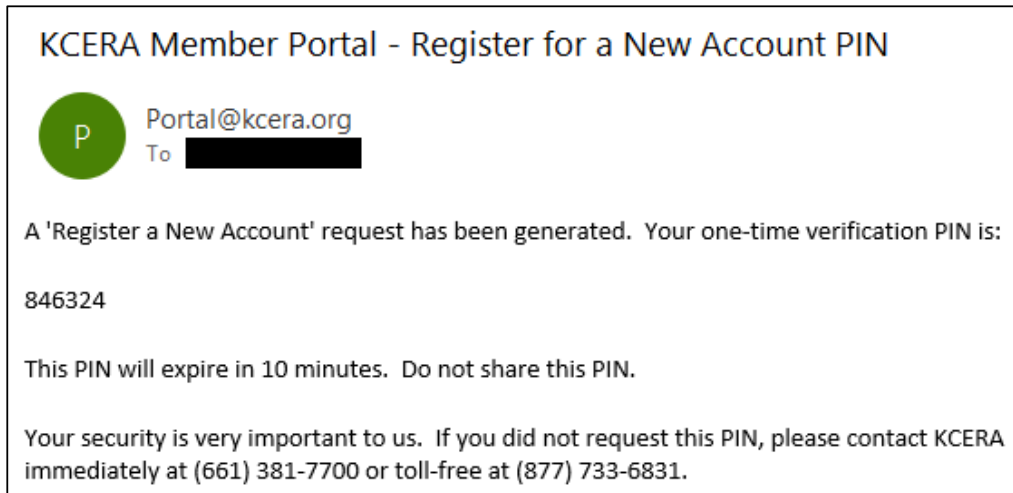 KCERA Member Portal - Register for a New Account PIN
P
Portal@kcera.org
To
A 'Register a New Account' request has been generated.  Your one-time verification PIN is:
846324
This PIN will expire in 10 minutes.  Do not share this PIN.
Your security is very important to us.  If you did not request this PIN, please contact KCERA
immediately at (661) 381-7700 or toll-free at (877) 733-6831.